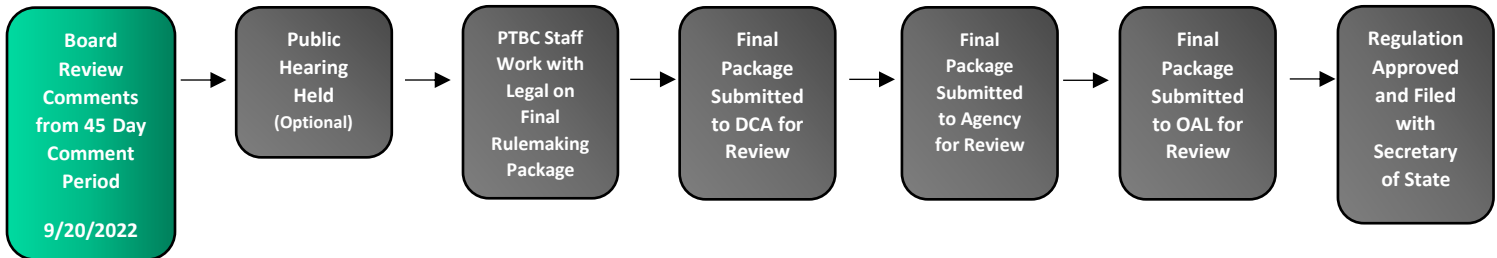 Board
Review
Comments
from 45 Day
Comment
Period
9/20/2022
Public
Hearing
Held
(Optional)
PTBC Staff
Work with
Legal on
Final
Rulemaking
Package
Final
Package
Submitted
to DCA for
Review
Final
Package
Submitted
to Agency
for Review
Final
Package
Submitted
to OAL for
Review
Regulation
Approved
and Filed
with
Secretary
of State